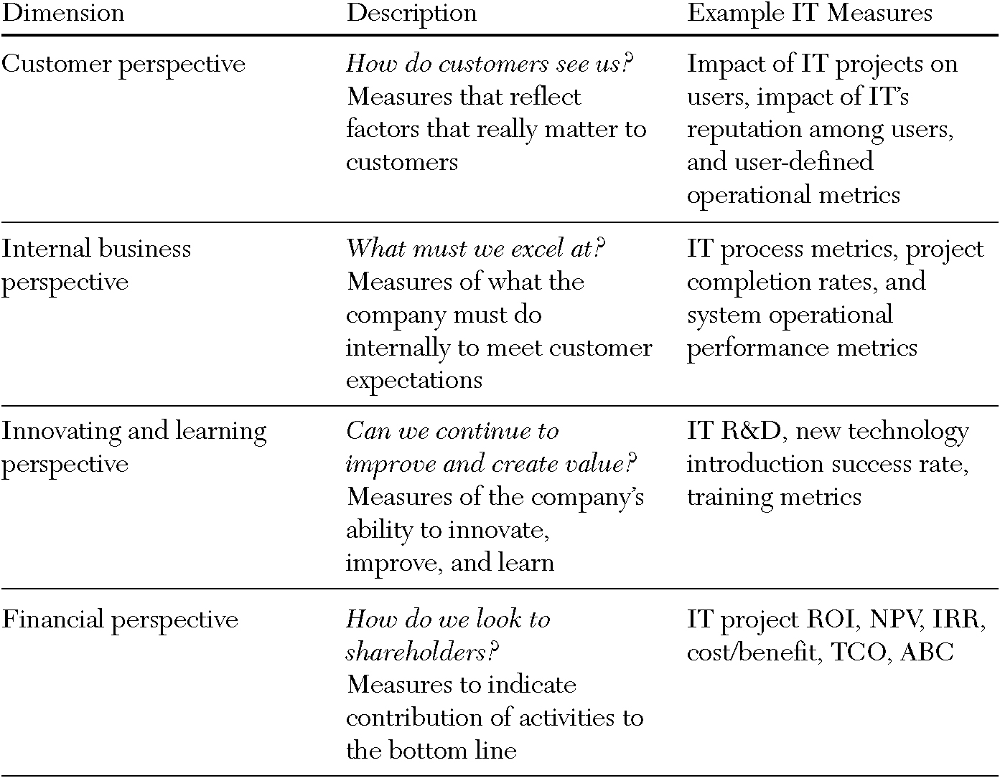 Dimension Description Example IT Measures
Customer perspective
How do customers see us?
Measures that reflect
factors that really matter to
customers
Impact of IT projects on
users, impact of IT’s
reputation among users,
and user-defined
operational metrics
Internal business
perspective
What must we excel at?
Measures of what the
company must do
internally to meet customer
expectations
IT process metrics, project
completion rates, and
system operational
performance metrics
Innovating and learning
perspective
Can we continue to
improve and create value?
Measures of the company’s
ability to innovate,
improve, and learn
IT R&D, new technology
introduction success rate,
training metrics
Financial perspective
How do we look to
shareholders?
Measures to indicate
contribution of activities to
the bottom line
IT project ROI, NPV, IRR,
cost/benefit, TCO, ABC